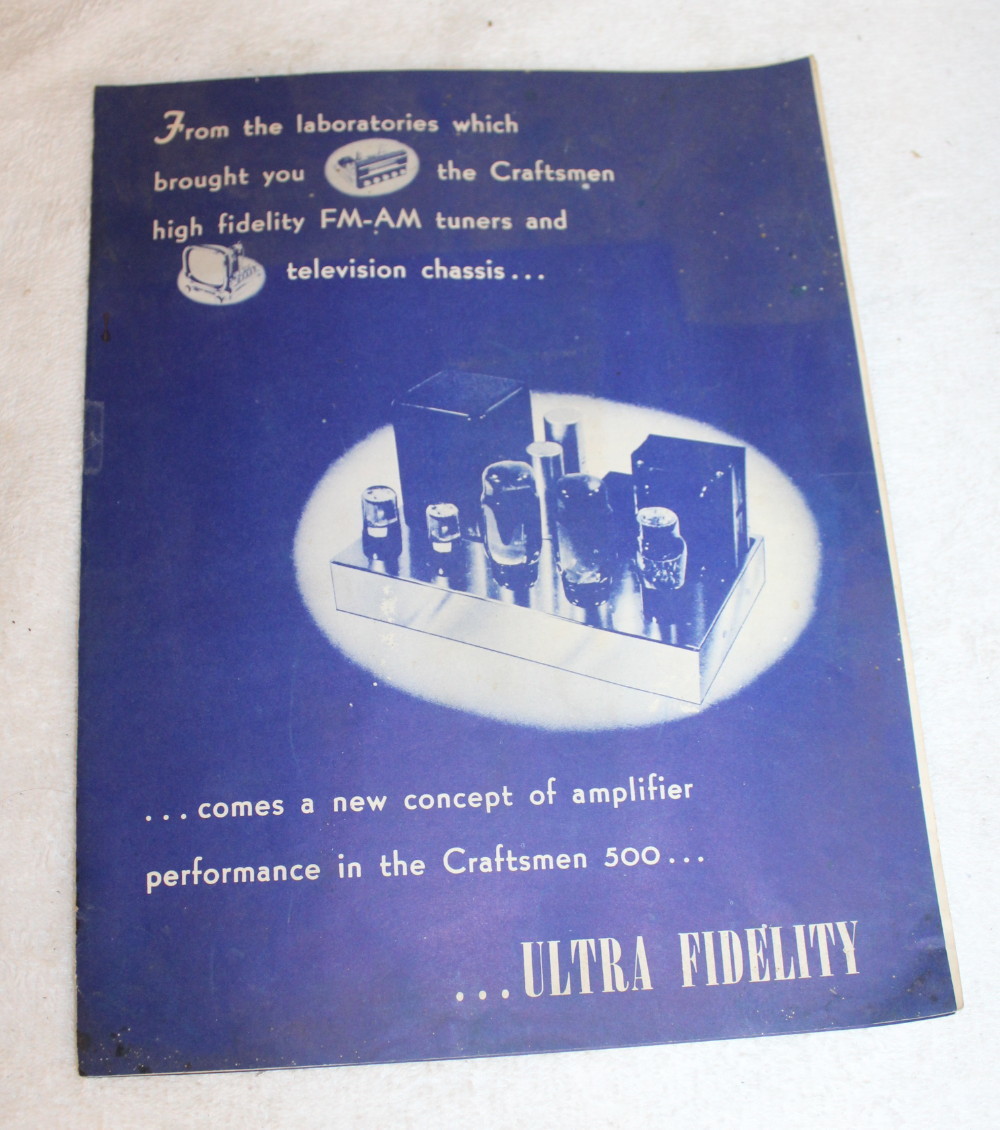 From the laboratories which
brought you the Craftsmen
high fidelity FM-AM tuners and
television chassis...
...comes a new concept of amplifier
performance in the Craftsmen 500...
...ULTRA FIDELITY